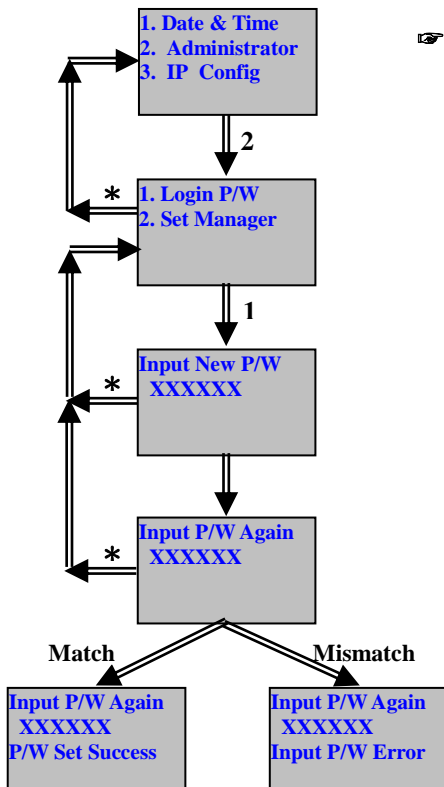 1. Date & Time
2. Administrator
3. IP Config
☞
2
*
1. Login P/W
2. Set Manager
1
Input New P/W
XXXXXX
*
Input P/W Again
XXXXXX
*
Match
Mismatch
Input P/W Again
XXXXXX
P/W Set Success
Input P/W Again
XXXXXX
Input P/W Error